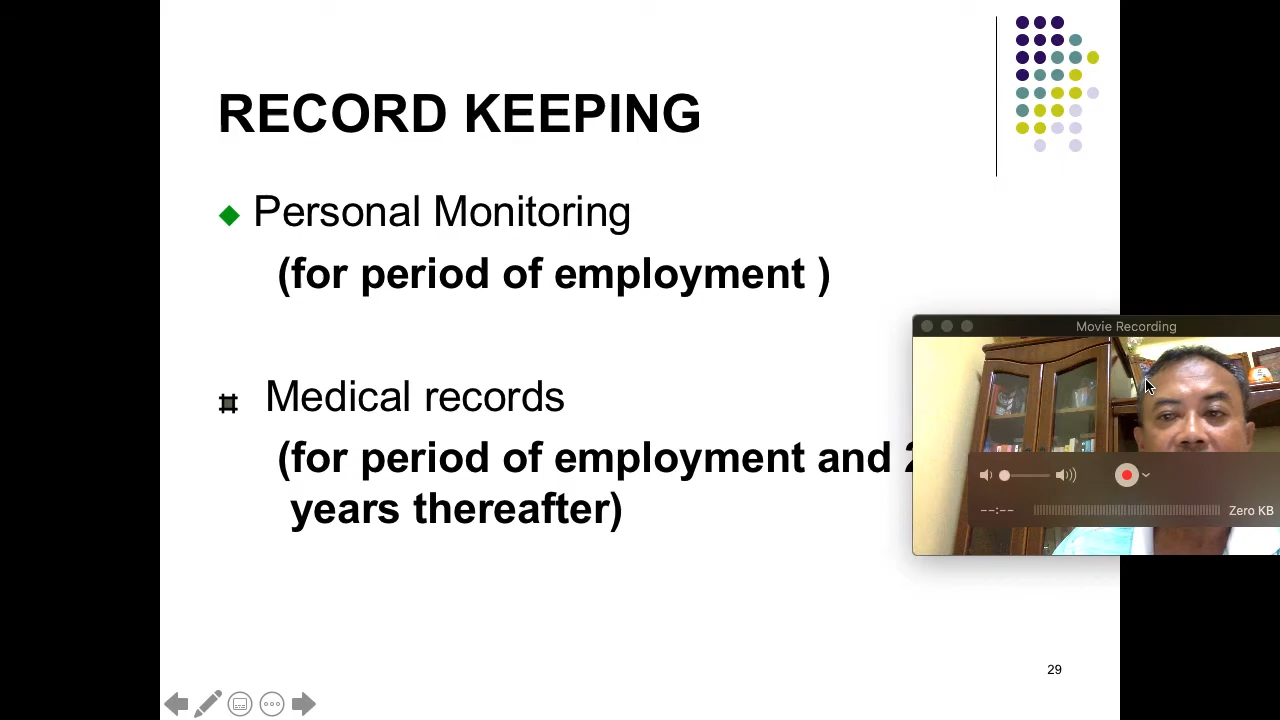 RECORD KEEPING
Personal Monitoring
(for period of employment )
Movie Recording
Medical records
(for period of employment and
years thereafter)
--:--
Zero KB
29